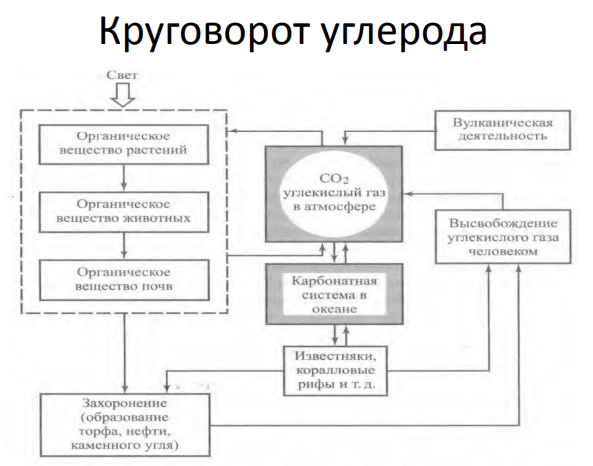 Круговорот углерода
Свет
Органическое
вещество растений
Органическое
вещество животных
Органическое
вещество почв
CO2
углекислый газ
в атмосфере
Вулканическая
деятельность
Высвобождение
углекислого газа
человеком
Карбонатная
система в
океане
Известняки,
коралловые
рифы и т. д.
Захоронение
(образование
торфа, нефти,
каменного угля)